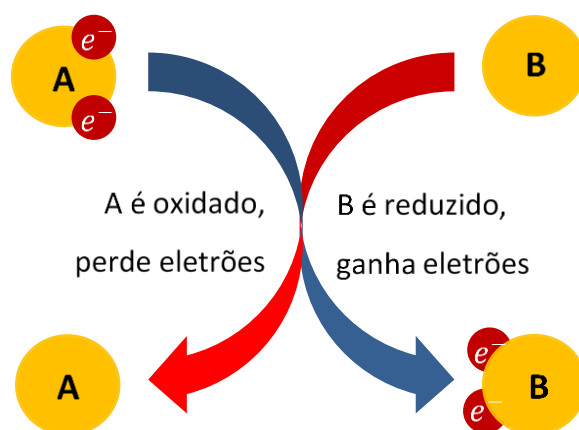 e⁻
A
e⁻
B
A é oxidado,
perde eletrões
B é reduzido,
ganha eletrões
A
e⁻
B
e⁻